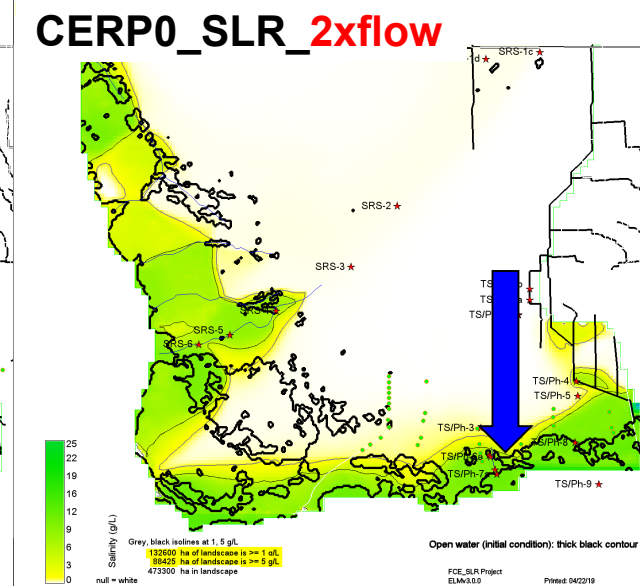 CERP0_SLR_2xflow
SRS-1c
SRS-2
SRS-3
TS/P
SRS-5
SRS-6
TS/Ph-4
TS/Ph-5
TS/Ph-3
TS/Ph-8
TS/Ph-7
TS/Ph-9
25
22
19
16
12
9
6
3
0
Salinity (g/L)
Grey, black isolines at 1, 5 g/L
132600 ha of landscape is >= 1 g/L
88425 ha of landscape is >= 5 g/L
473300 ha in landscape
null = white
Open water (initial condition): thick black contour
FCE_SLR Project
ELMv3.0.0
Printed: 04/22/19